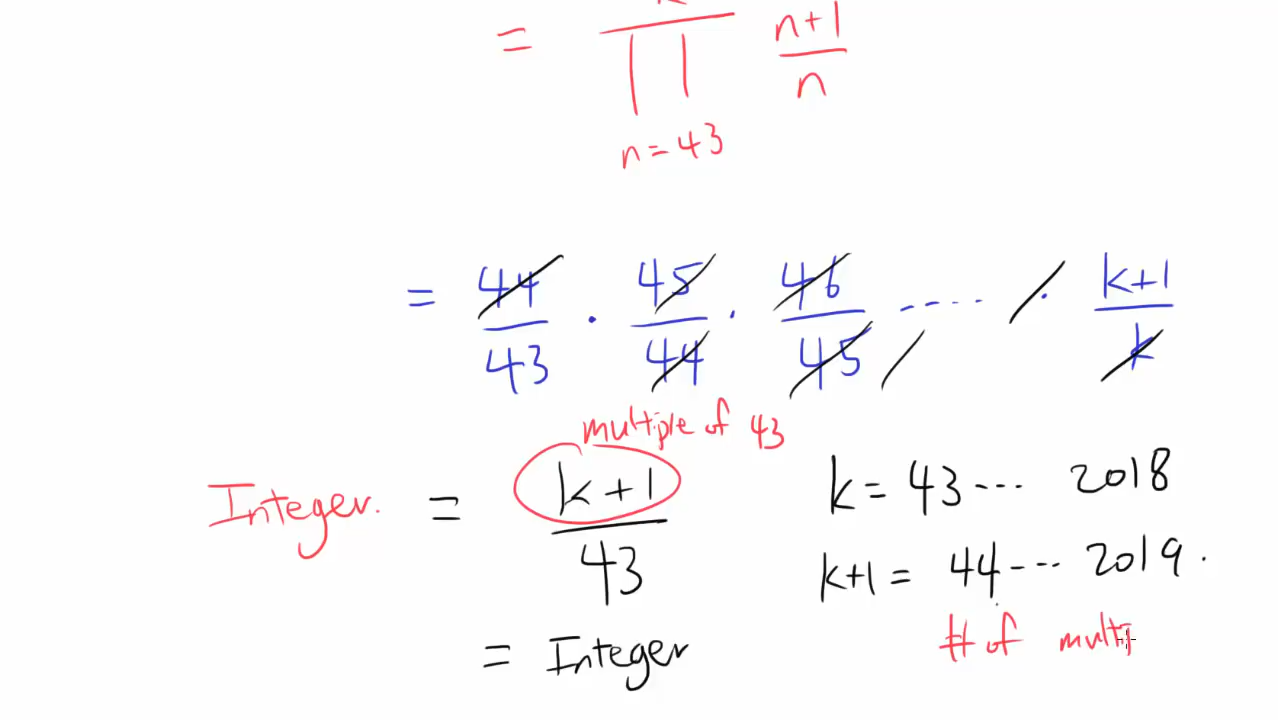 = ∏ n+1/n
n = 43
= 44/43 · 45/44 · 46/45 ---- · k+1/k
multiple of 43
Integer. = k+1/43
k = 43 --- 2018
k+1 = 44 --- 2019.
# of multi
= Integer